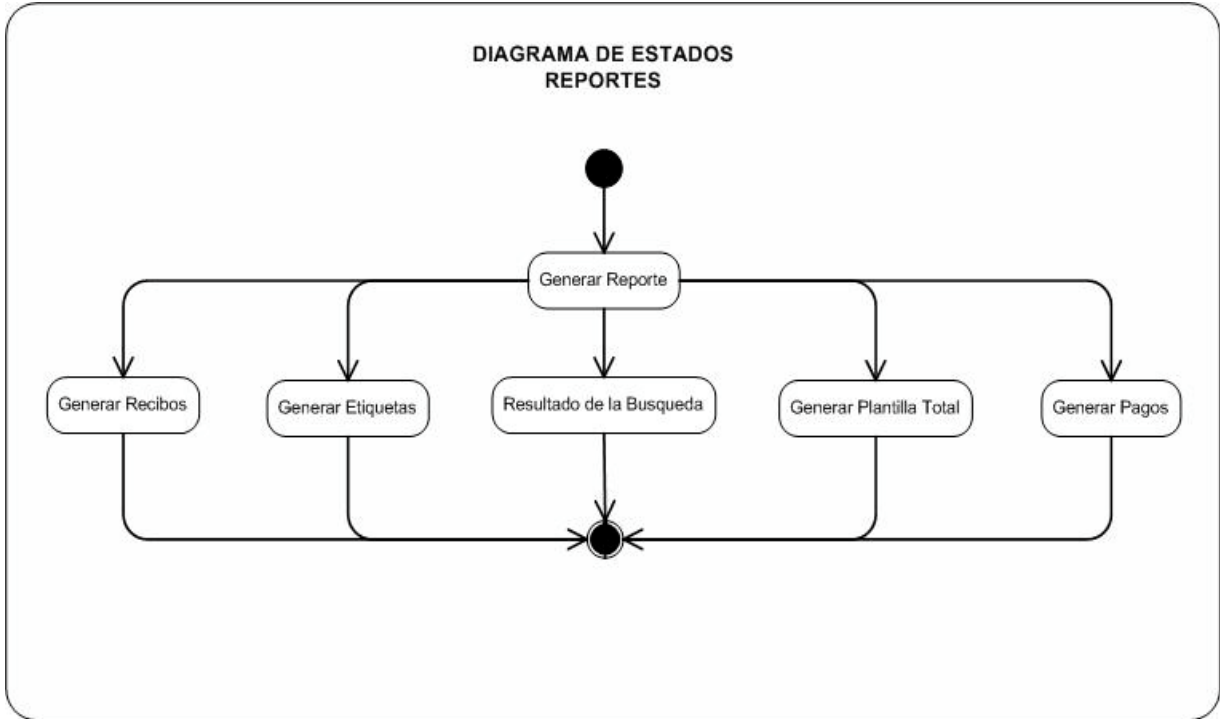 DIAGRAMA DE ESTADOS
REPORTES
Generar Reporte
Generar Recibos
Generar Etiquetas
Resultado de la Busqueda
Generar Plantilla Total
Generar Pagos